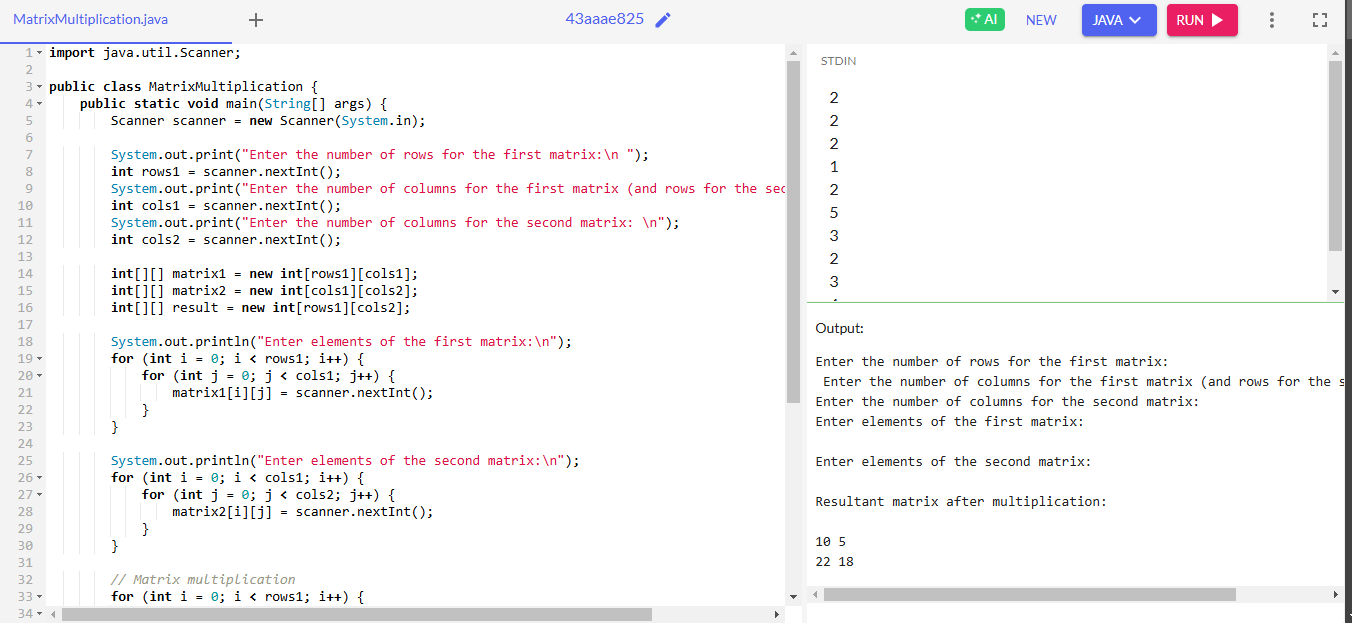 MatrixMultiplication.java
+
43aaae825
AI
NEW
JAVA
RUN
1 import java.util.Scanner;
2
3 public class MatrixMultiplication {
4 public static void main(String[] args) {
5 Scanner scanner = new Scanner(System.in);
6
7 System.out.print("Enter the number of rows for the first matrix:\n ");
8 int rows1 = scanner.nextInt();
9 System.out.print("Enter the number of columns for the first matrix (and rows for the sec
10 int cols1 = scanner.nextInt();
11 System.out.print("Enter the number of columns for the second matrix: \n");
12 int cols2 = scanner.nextInt();
13
14 int[][] matrix1 = new int[rows1][cols1];
15 int[][] matrix2 = new int[cols1][cols2];
16 int[][] result = new int[rows1][cols2];
17
18 System.out.println("Enter elements of the first matrix:\n");
19 for (int i = 0; i < rows1; i++) {
20 for (int j = 0; j < cols1; j++) {
21 matrix1[i][j] = scanner.nextInt();
22 }
23 }
24
25 System.out.println("Enter elements of the second matrix:\n");
26 for (int i = 0; i < cols1; i++) {
27 for (int j = 0; j < cols2; j++) {
28 matrix2[i][j] = scanner.nextInt();
29 }
30 }
31
32 // Matrix multiplication
33 for (int i = 0; i < rows1; i++) {
34
STDIN
2
2
2
1
2
5
3
2
3
Output:
Enter the number of rows for the first matrix:
Enter the number of columns for the first matrix (and rows for the s
Enter the number of columns for the second matrix:
Enter elements of the first matrix:
Enter elements of the second matrix:
Resultant matrix after multiplication:
10 5
22 18